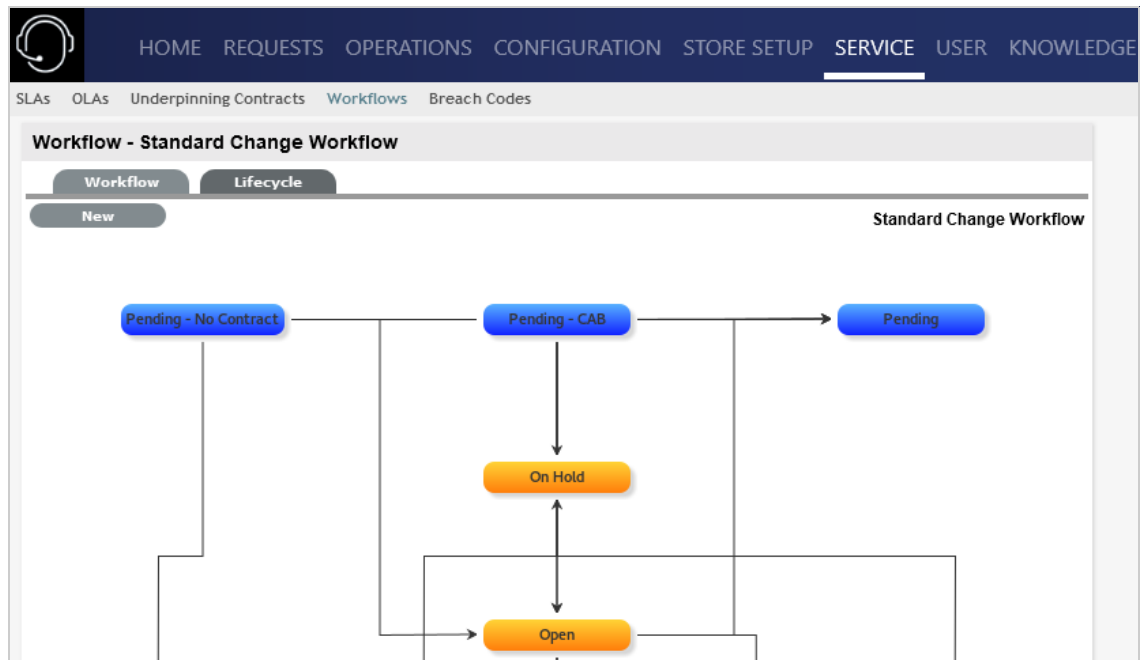 HOME REQUESTS OPERATIONS CONFIGURATION STORE SETUP SERVICE USER KNOWLEDGE
SLAs OLAs Underpinning Contracts Workflows Breach Codes
Workflow - Standard Change Workflow
Workflow Lifecycle
New
Standard Change Workflow
Pending - No Contract Pending - CAB Pending
On Hold
Open